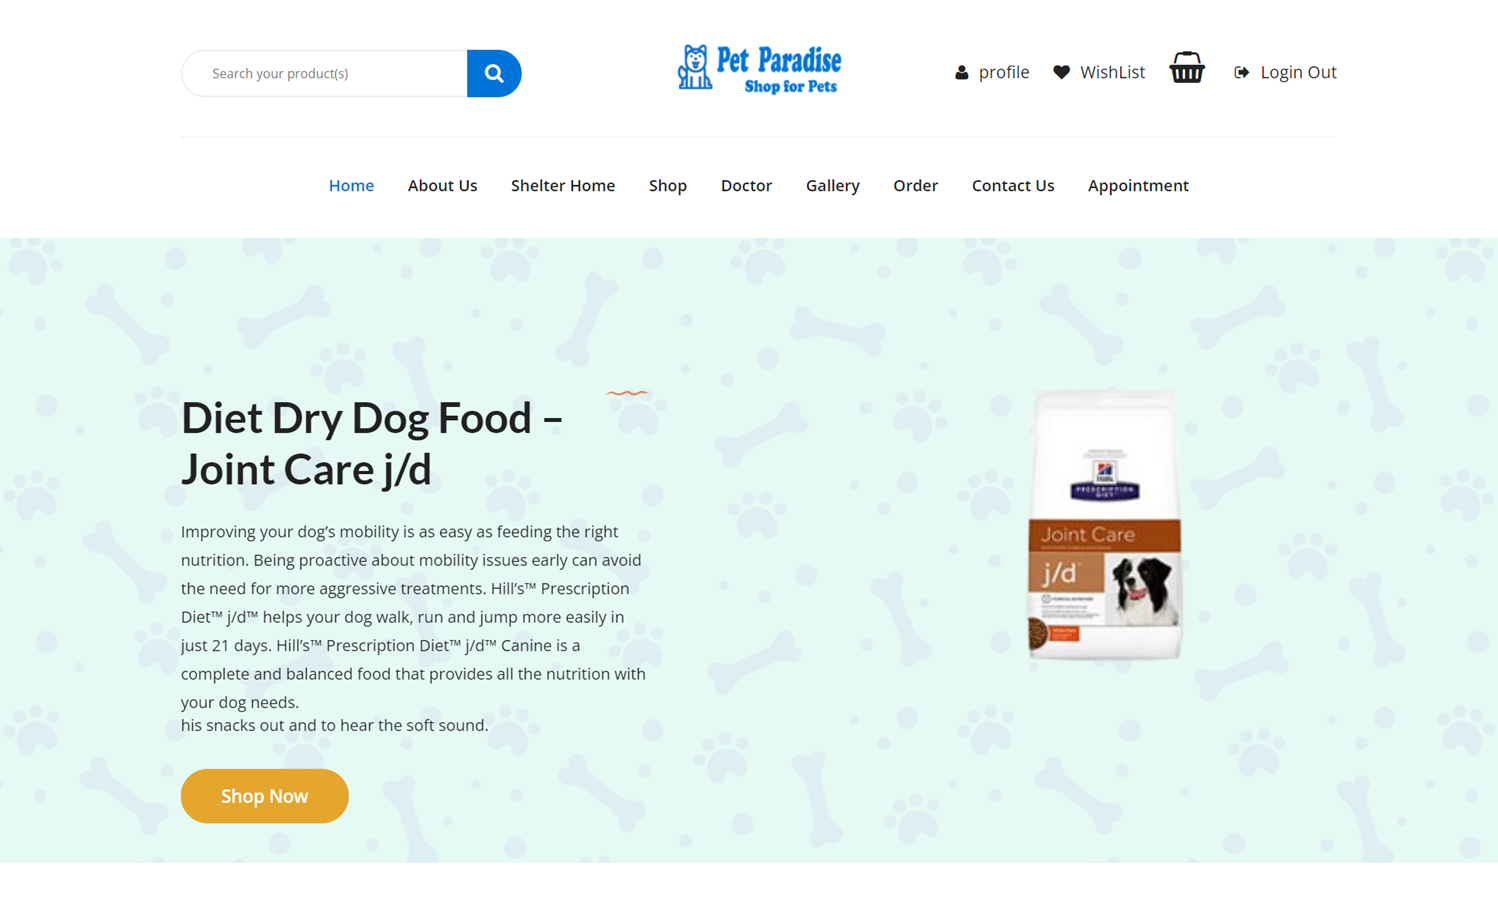 Search your product(s)
Pet Paradise
Shop for Pets
profile
WishList
Login Out
Home
About Us
Shelter Home
Shop
Doctor
Gallery
Order
Contact Us
Appointment
Diet Dry Dog Food –
Joint Care j/d
Improving your dog’s mobility is as easy as feeding the right
nutrition. Being proactive about mobility issues early can avoid
the need for more aggressive treatments. Hill’s™ Prescription
Diet™ j/d™ helps your dog walk, run and jump more easily in
just 21 days. Hill’s™ Prescription Diet™ j/d™ Canine is a
complete and balanced food that provides all the nutrition with
your dog needs.
his snacks out and to hear the soft sound.
Shop Now
PRESCRIPTION
DIET
Joint Care
j/d